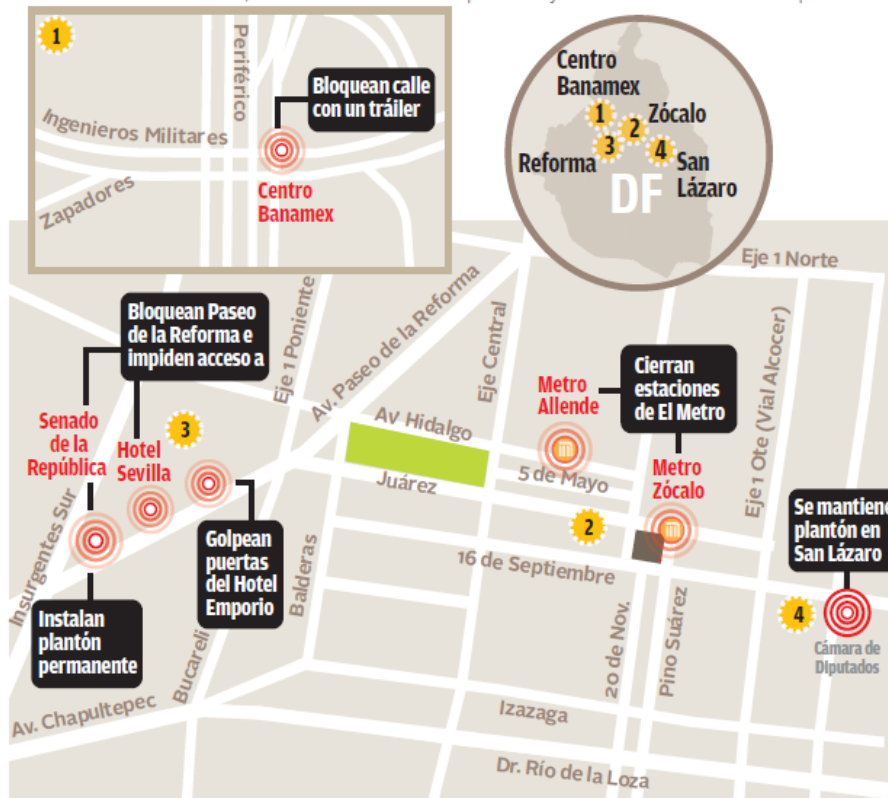 1
Periférico
Bloquean calle
con un tráiler
Ingenieros Militares
Zapadores
Centro
Banamex
Centro
Banamex
1
2
Zócalo
3
4
Reforma
San
Lázaro
DF
Eje 1 Norte
Bloquean Paseo
de la Reforma e
impiden acceso a
Eje 1 Poniente
Av. Paseo de la Reforma
Eje Central
Eje 1 Ote (Vial Alcocer)
Cierran
estaciones
de El Metro
Metro
Allende
Senado
de la
República
Hotel
Sevilla
3
Av Hidalgo
Juárez
5 de Mayo
Metro
Zócalo
2
Se mantiene
plantón en
San Lázaro
Insurgentes Sur
Golpean
puertas
del Hotel
Emporio
Balderas
16 de Septiembre
4
Cámara de
Diputados
Instalan
plantón
permanente
Bucareli
20 de Nov.
Pino Suárez
Av. Chapultepec
Izazaga
Dr. Río de la Loza